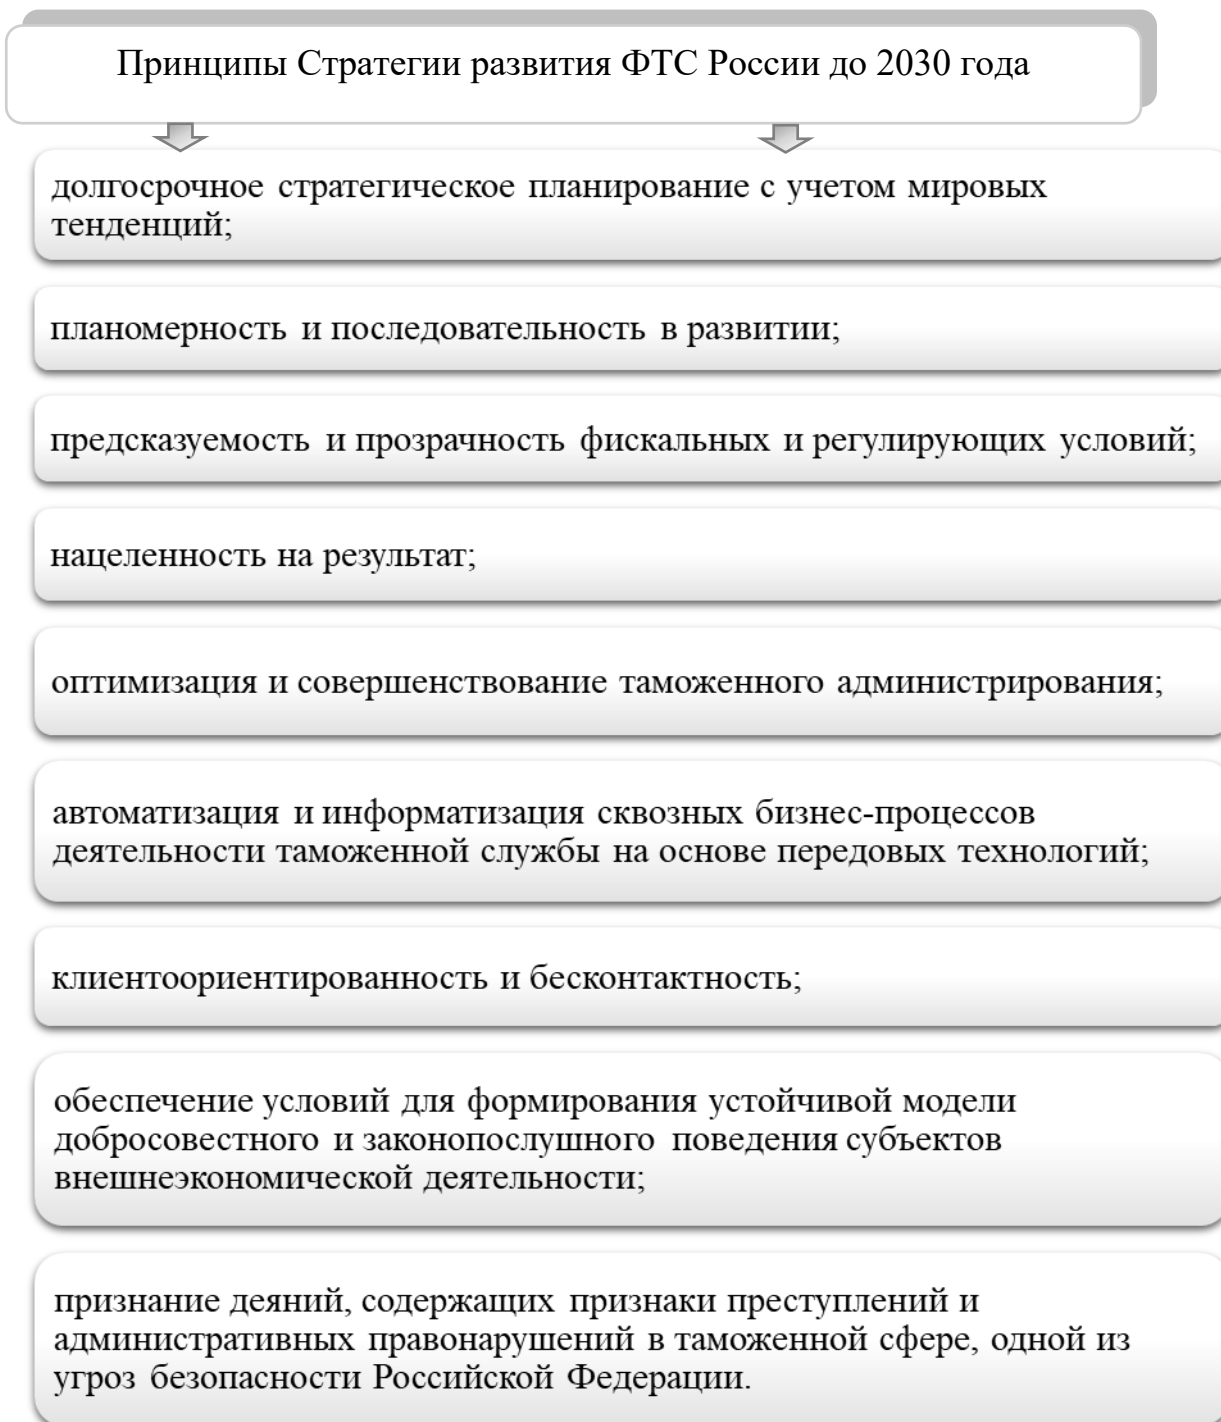 Принципы Стратегии развития ФТС России до 2030 года
долгосрочное стратегическое планирование с учетом мировых
тенденций;
планомерность и последовательность в развитии;
предсказуемость и прозрачность фискальных и регулирующих условий;
нацеленность на результат;
оптимизация и совершенствование таможенного администрирования;
автоматизация и информатизация сквозных бизнес-процессов
деятельности таможенной службы на основе передовых технологий;
клиентоориентированность и бесконтактность;
обеспечение условий для формирования устойчивой модели
добросовестного и законопослушного поведения субъектов
внешнеэкономической деятельности;
признание деяний, содержащих признаки преступлений и
административных правонарушений в таможенной сфере, одной из
угроз безопасности Российской Федерации.